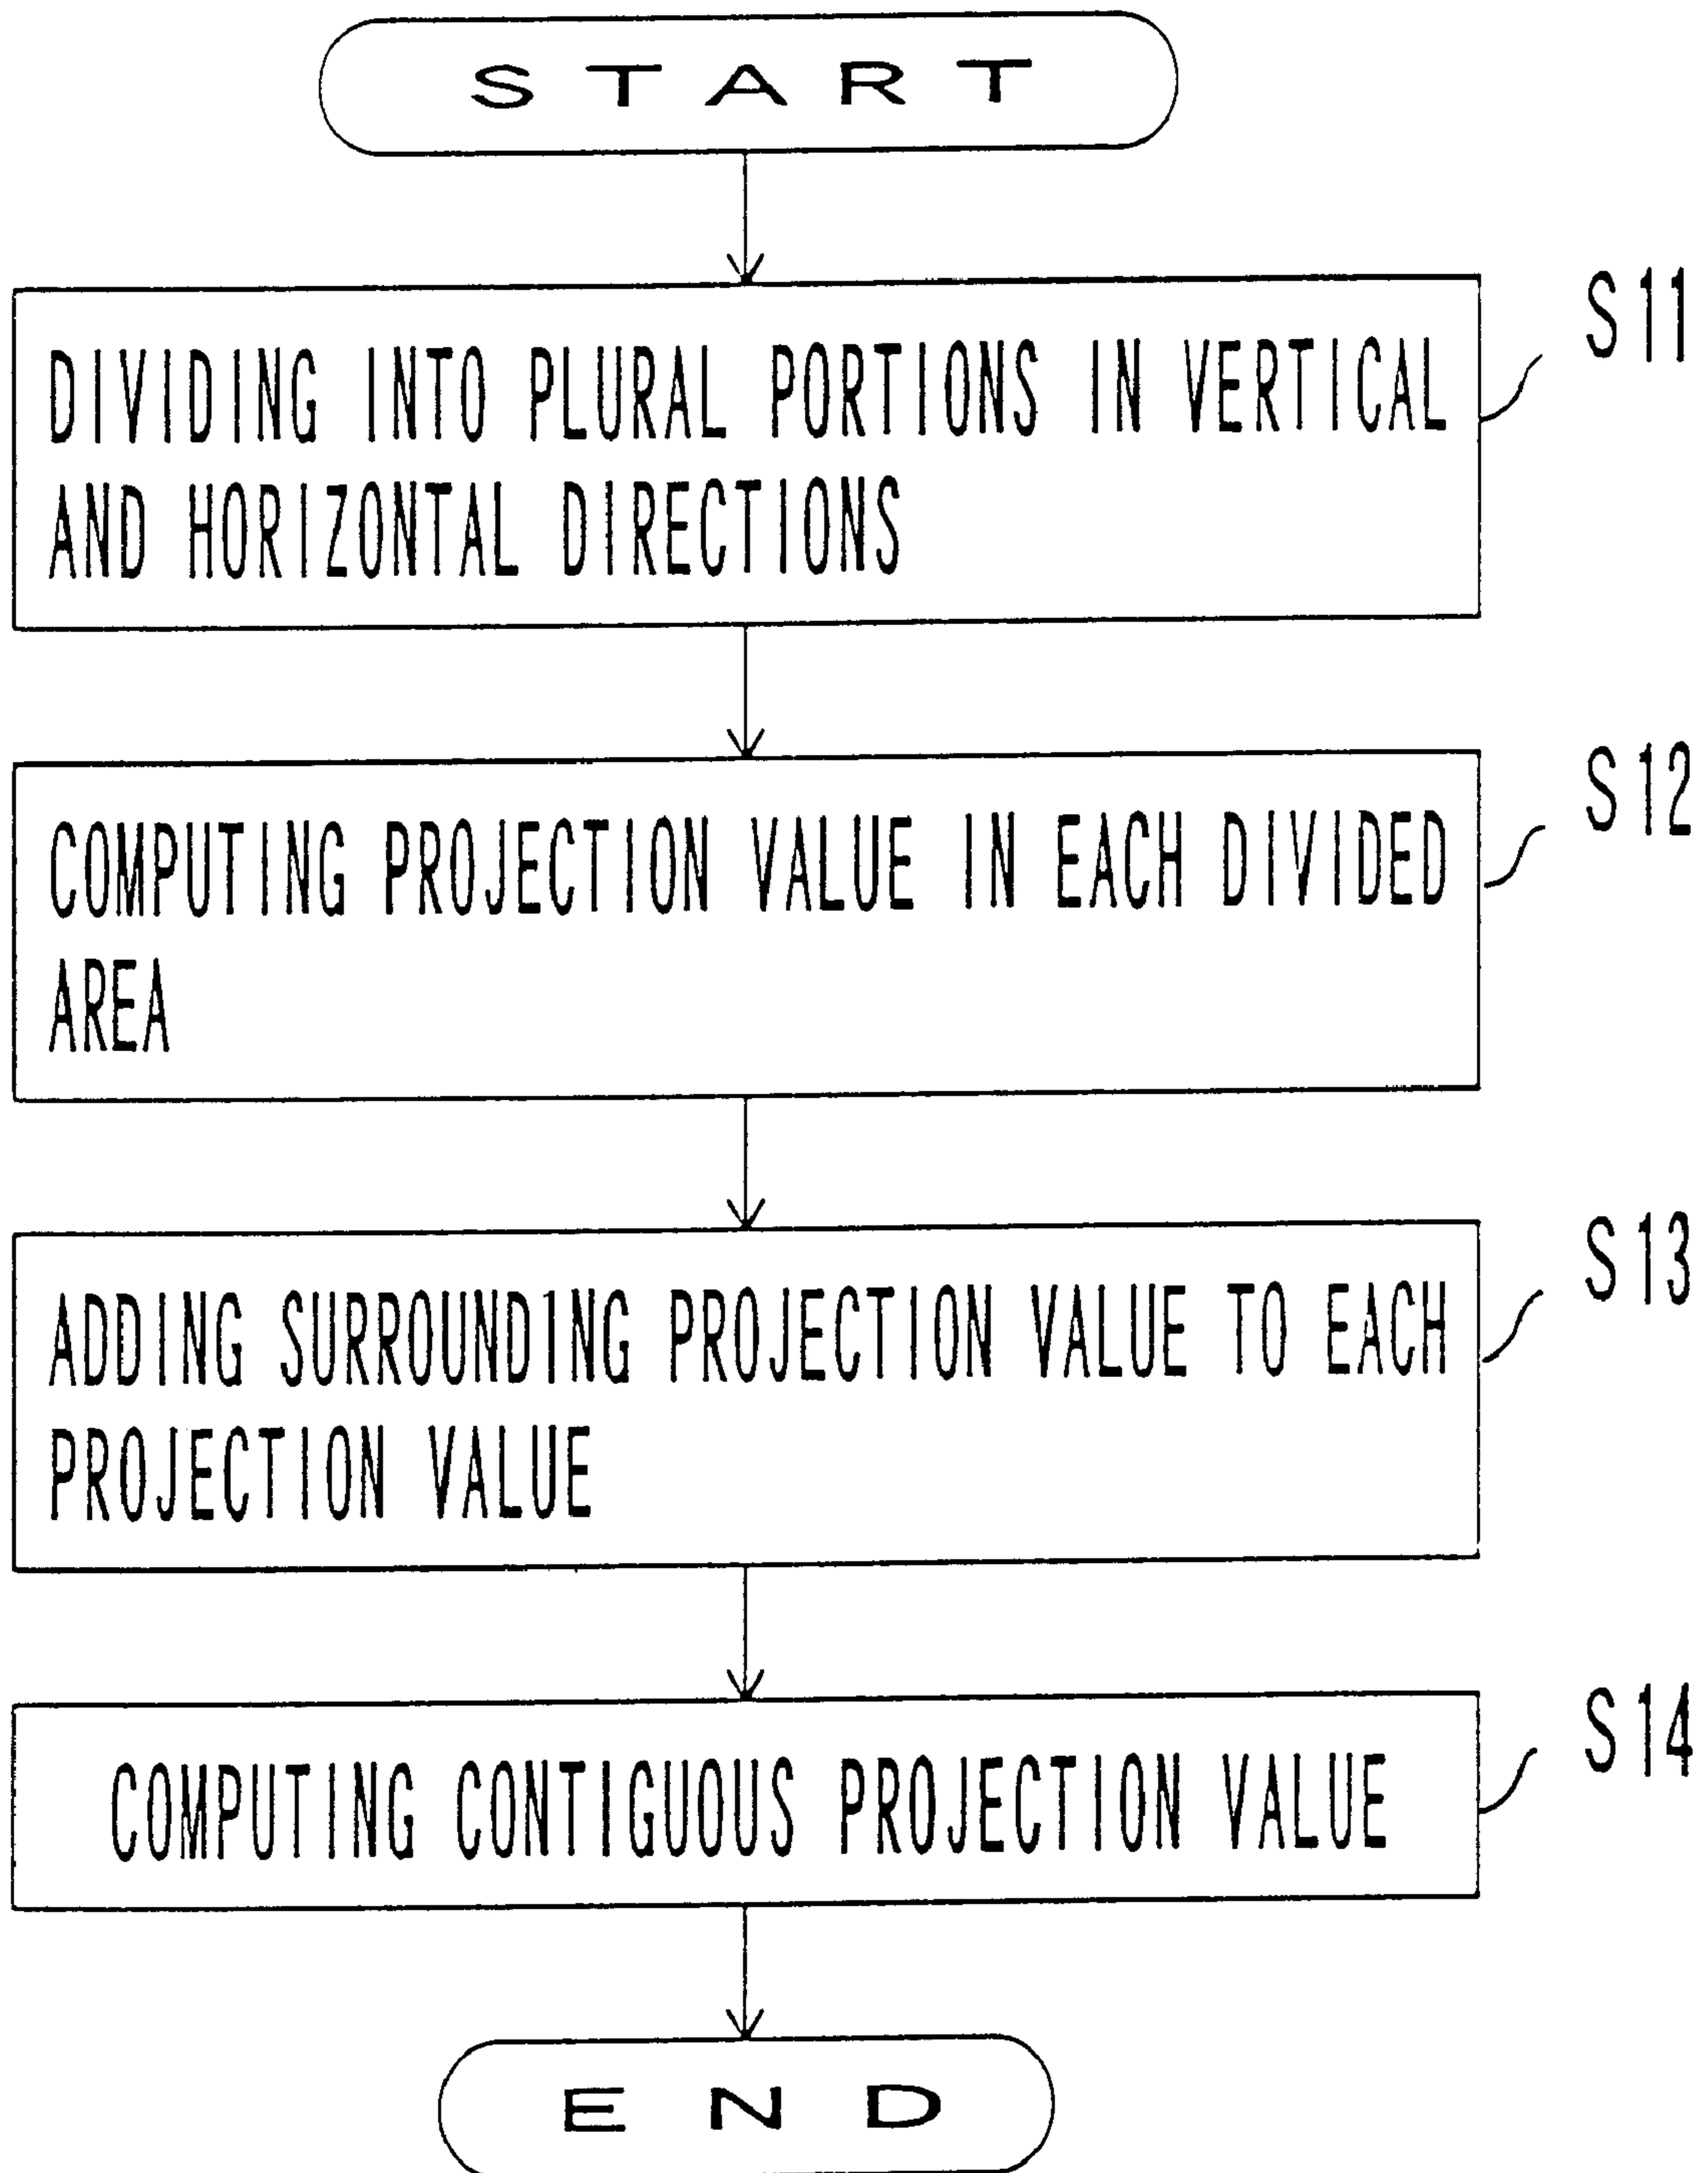 START
S11
DIVIDING INTO PLURAL PORTIONS IN VERTICAL
AND HORIZONTAL DIRECTIONS
S12
COMPUTING PROJECTION VALUE IN EACH DIVIDED
AREA
S13
ADDING SURROUNDING PROJECTION VALUE TO EACH
PROJECTION VALUE
S14
COMPUTING CONTIGUOUS PROJECTION VALUE
END